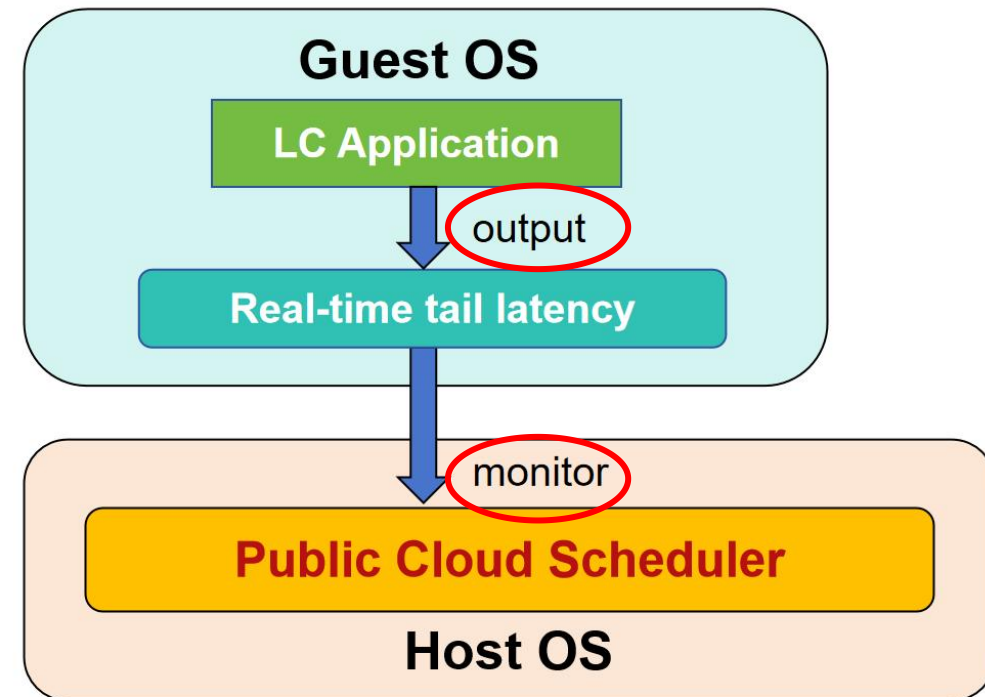 Guest OS
LC Application
output
Real-time tail latency
monitor
Public Cloud Scheduler
Host OS